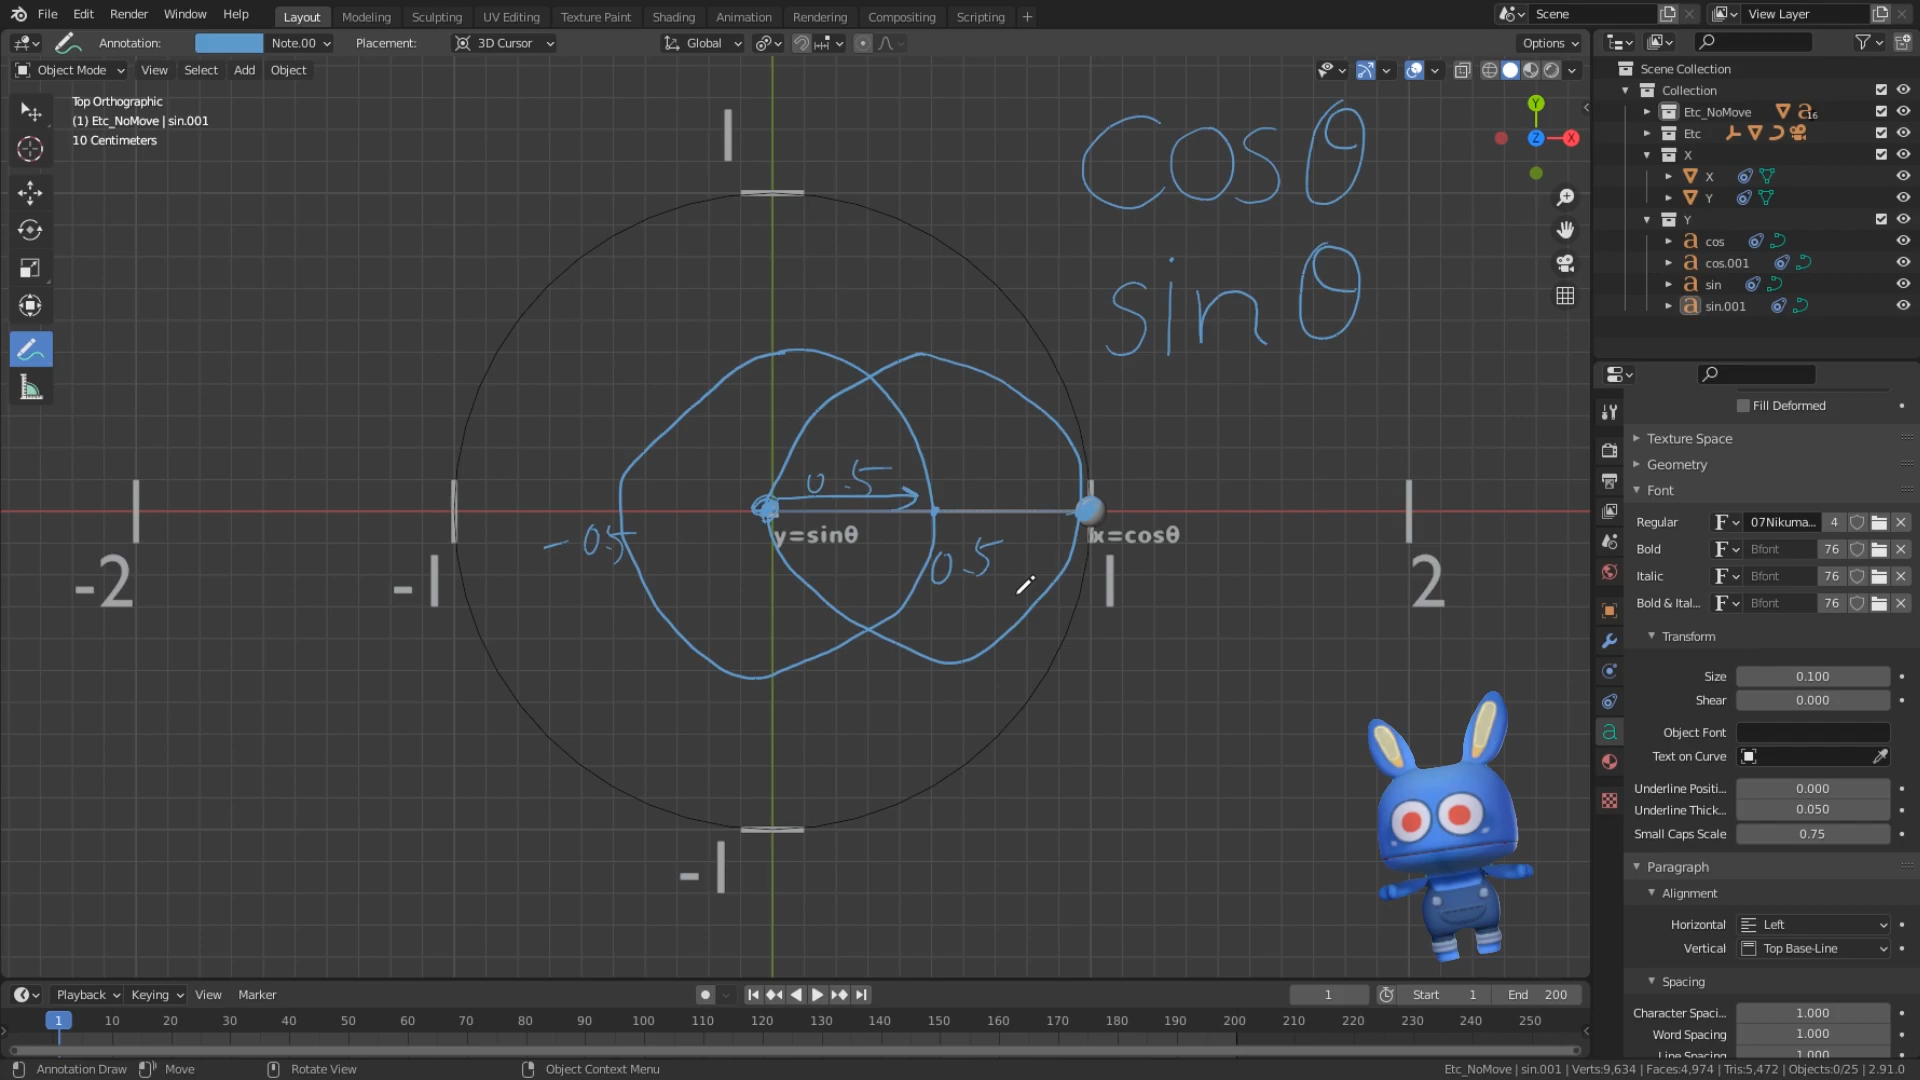 File Edit Render Window Help Layout Modeling Sculpting UV Editing Texture Paint Shading Animation Rendering Compositing Scripting + Scene View Layer
Annotation: Note.00 Placement: 3D Cursor Global Options
Object Mode View Select Add Object
Top Orthographic
(1) Etc_NoMove | sin.001
10 Centimeters
cosθ
sinθ
1
0.5
y=sinθ
x=cosθ
-0.5
0.5
-2
-1
1
2
-1
Y
Z
X
Scene Collection
Collection
Etc_NoMove 16
Etc
X
X
Y
Y
cos
cos.001
sin
sin.001
Fill Deformed
Texture Space
Geometry
Font
Regular 07Nikuma... 4
Bold Bfont 76
Italic Bfont 76
Bold & Ital... Bfont 76
Transform
Size 0.100
Shear 0.000
Object Font
Text on Curve
Underline Positi... 0.000
Underline Thick... 0.050
Small Caps Scale 0.75
Paragraph
Alignment
Horizontal Left
Vertical Top Base-Line
Spacing
Character Spaci... 1.000
Word Spacing 1.000
Line Spacing 1.000
Playback Keying View Marker 1 Start 1 End 200
1 10 20 30 40 50 60 70 80 90 100 110 120 130 140 150 160 170 180 190 200 210 220 230 240 250
Annotation Draw Move Rotate View Object Context Menu Etc_NoMove | sin.001 | Verts:9,634 | Faces:4,974 | Tris:5,472 | Objects:0/25 | 2.91.0